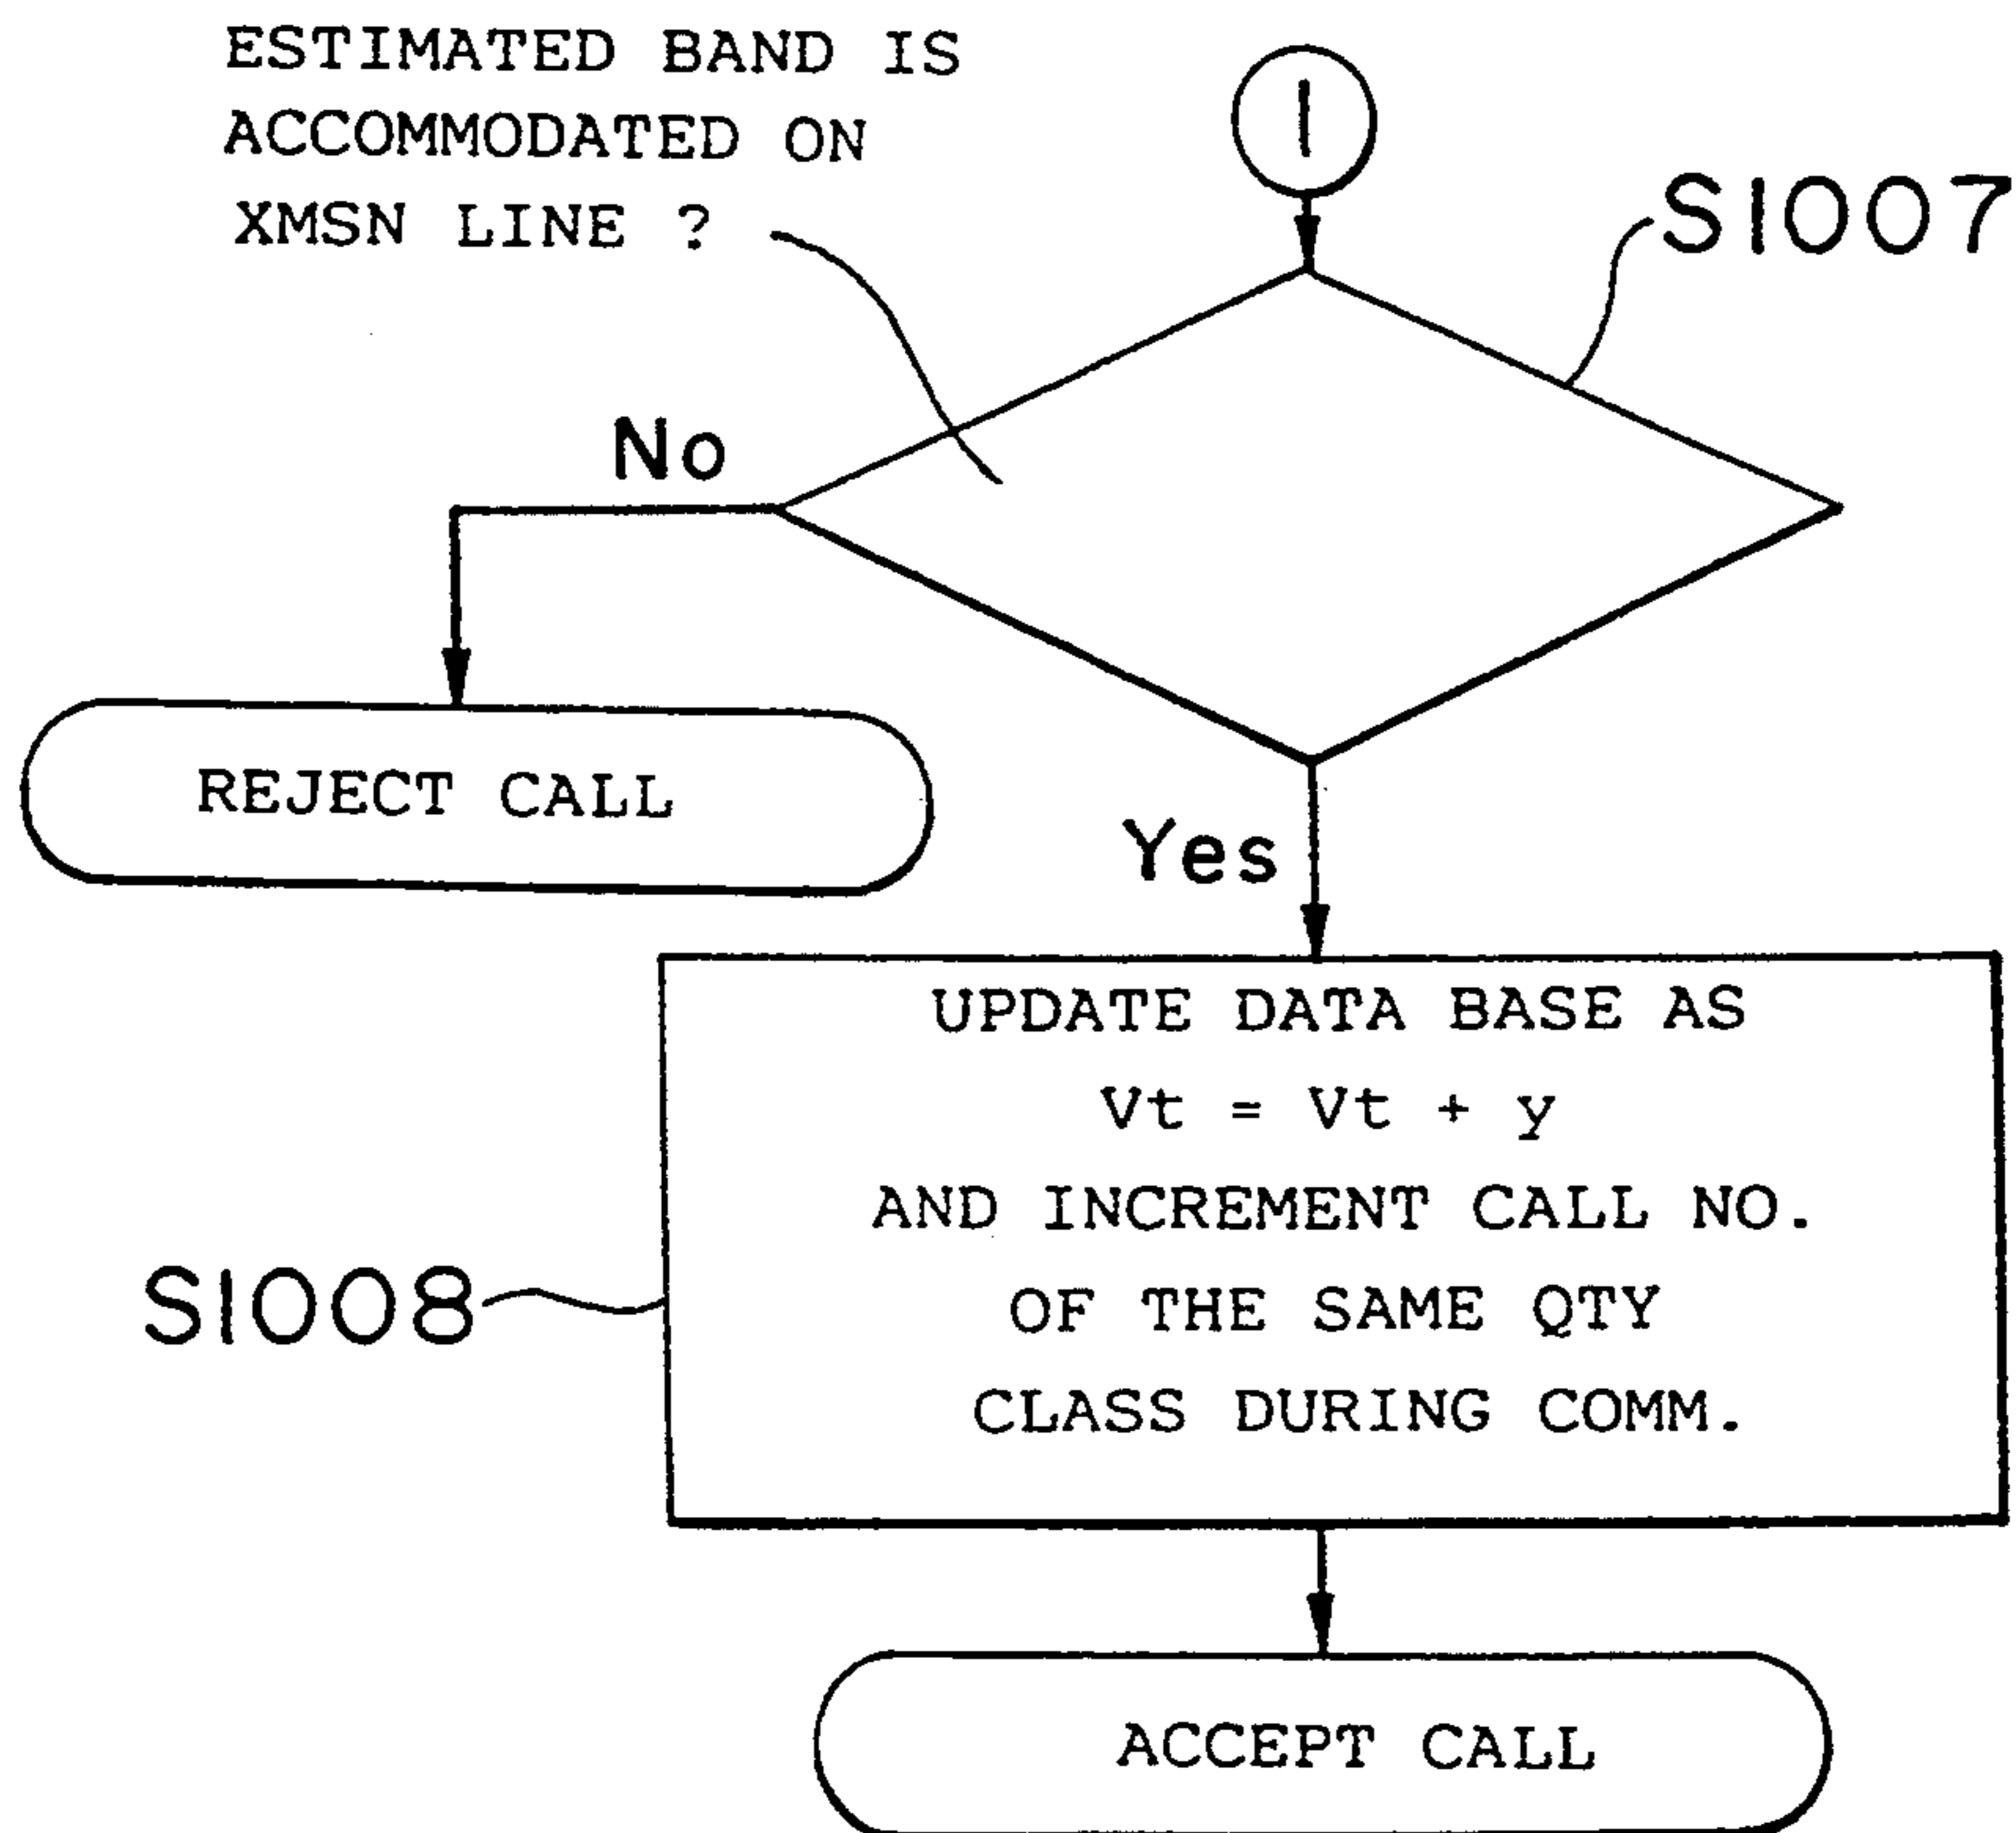 ESTIMATED BAND IS
ACCOMMODATED ON
XMSN LINE ?
1
S1007
No
REJECT CALL
Yes
UPDATE DATA BASE AS
Vt = Vt + y
AND INCREMENT CALL NO.
OF THE SAME QTY
CLASS DURING COMM.
S1008
ACCEPT CALL